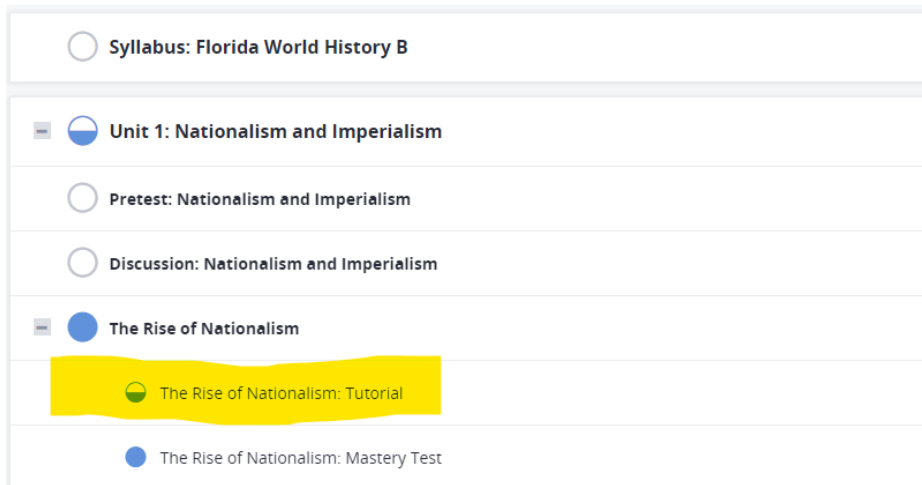 Syllabus: Florida World History B
Unit 1: Nationalism and Imperialism
Pretest: Nationalism and Imperialism
Discussion: Nationalism and Imperialism
The Rise of Nationalism
The Rise of Nationalism: Tutorial
The Rise of Nationalism: Mastery Test